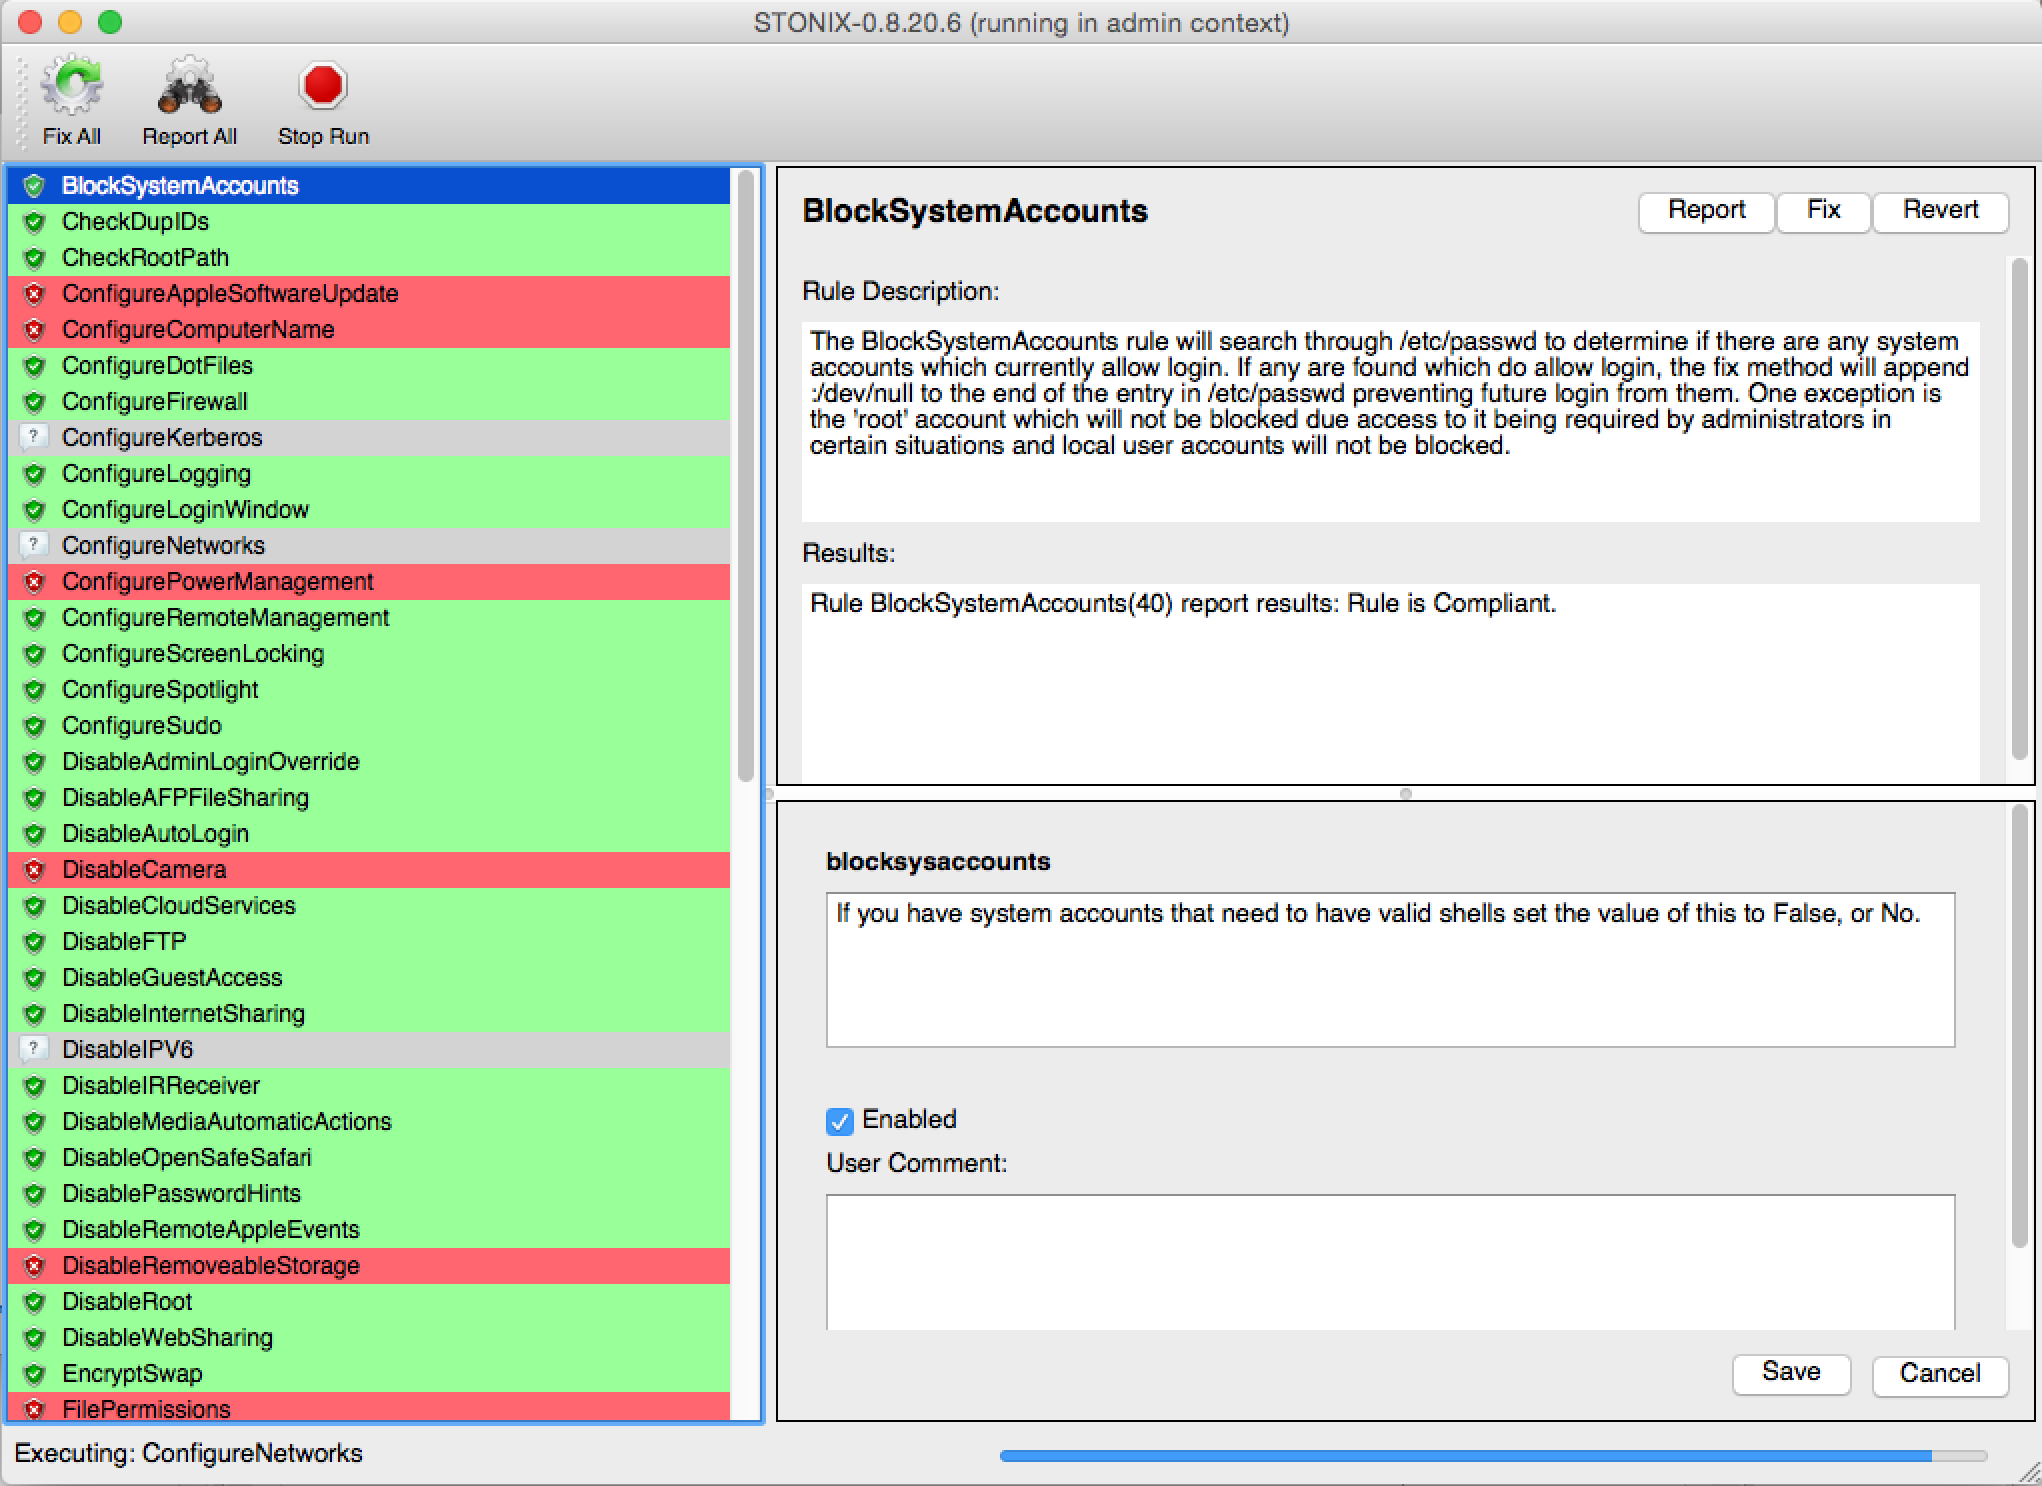 STONIX-0.8.20.6 (running in admin context)
Fix All
Report All
Stop Run
BlockSystemAccounts
CheckDupIDs
CheckRootPath
ConfigureAppleSoftwareUpdate
ConfigureComputerName
ConfigureDotFiles
ConfigureFirewall
? ConfigureKerberos
ConfigureLogging
ConfigureLoginWindow
? ConfigureNetworks
ConfigurePowerManagement
ConfigureRemoteManagement
ConfigureScreenLocking
ConfigureSpotlight
ConfigureSudo
DisableAdminLoginOverride
DisableAFPFileSharing
DisableAutoLogin
DisableCamera
DisableCloudServices
DisableFTP
DisableGuestAccess
DisableInternetSharing
? DisableIPV6
DisableIRReceiver
DisableMediaAutomaticActions
DisableOpenSafeSafari
DisablePasswordHints
DisableRemoteAppleEvents
DisableRemoveableStorage
DisableRoot
DisableWebSharing
EncryptSwap
FilePermissions
BlockSystemAccounts
Report
Fix
Revert
Rule Description:
The BlockSystemAccounts rule will search through /etc/passwd to determine if there are any system
accounts which currently allow login. If any are found which do allow login, the fix method will append
:/dev/null to the end of the entry in /etc/passwd preventing future login from them. One exception is
the 'root' account which will not be blocked due access to it being required by administrators in
certain situations and local user accounts will not be blocked.
Results:
Rule BlockSystemAccounts(40) report results: Rule is Compliant.
blocksysaccounts
If you have system accounts that need to have valid shells set the value of this to False, or No.
Enabled
User Comment:
Save
Cancel
Executing: ConfigureNetworks